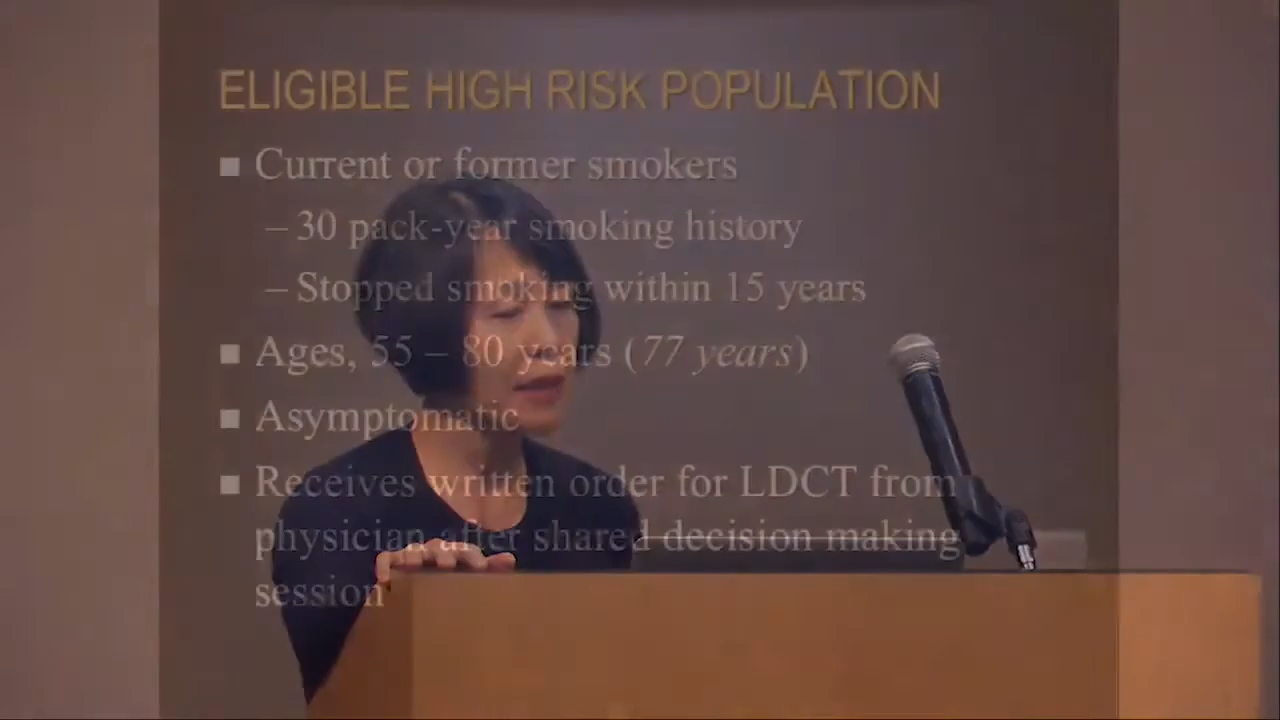 ELIGIBLE HIGH RISK POPULATION
■ Current or former smokers
– 30 pack-year smoking history
– Stopped smoking within 15 years
■ Ages, 55 – 80 years (77 years)
■ Asymptomatic
■ Receives written order for LDCT from
physician after shared decision making
session